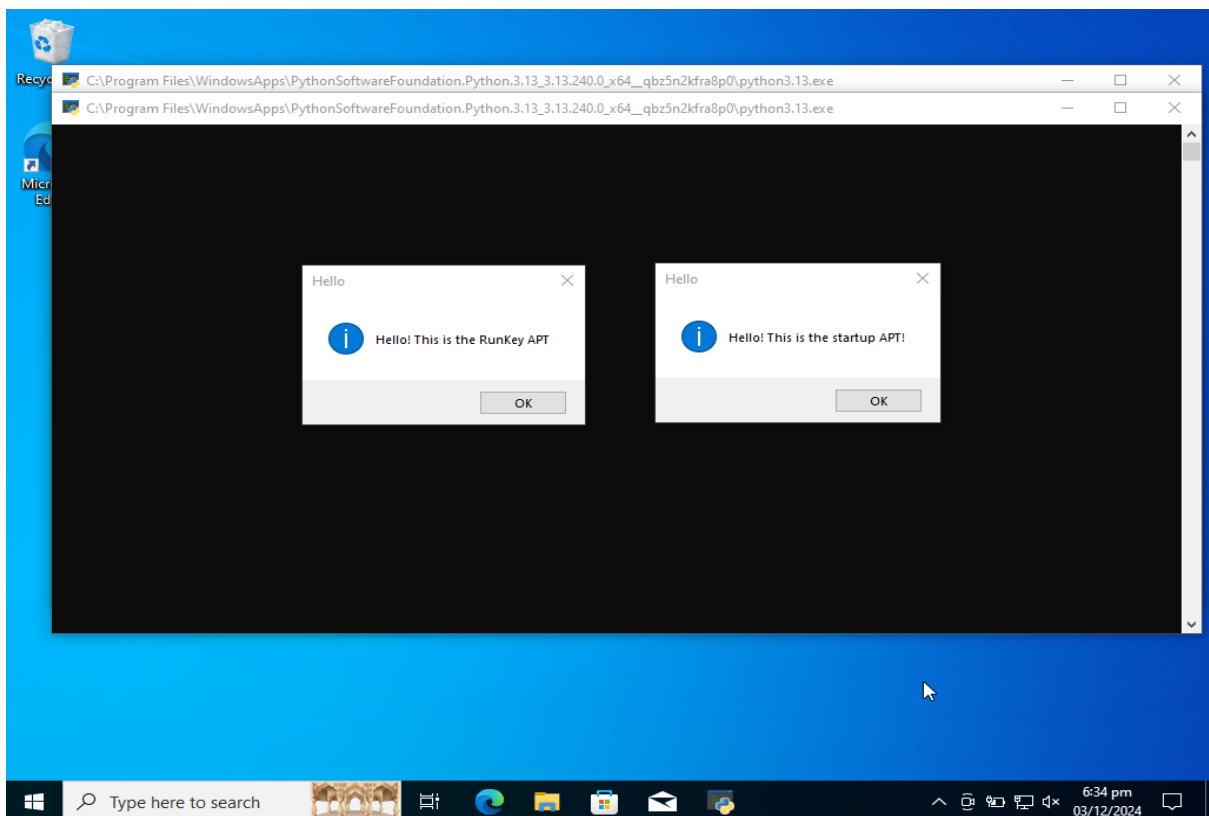 Recyc
C:\Program Files\WindowsApps\PythonSoftwareFoundation.Python.3.13_3.13.240.0_x64__qbz5n2kfra8p0\python3.13.exe
C:\Program Files\WindowsApps\PythonSoftwareFoundation.Python.3.13_3.13.240.0_x64__qbz5n2kfra8p0\python3.13.exe
Micr
Ed
Hello
Hello! This is the RunKey APT
OK
Hello
Hello! This is the startup APT!
OK
Type here to search
6:34 pm
03/12/2024